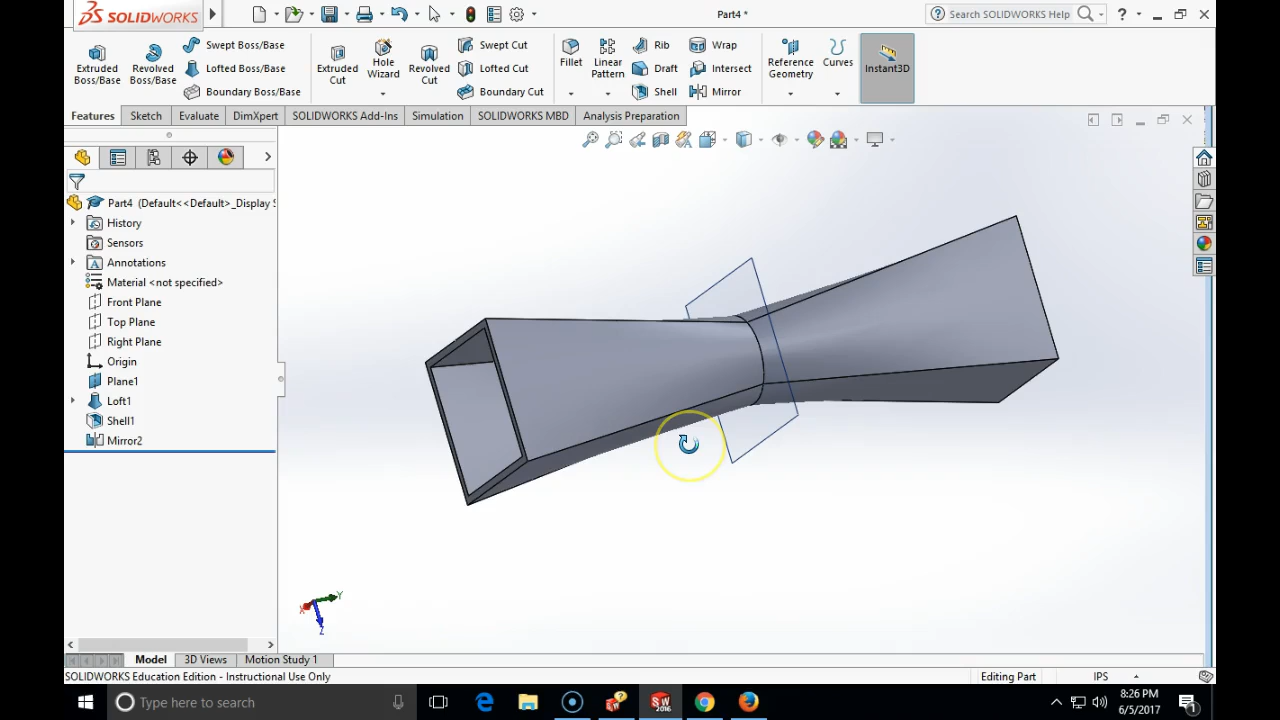 SOLIDWORKS
Part4 *
Search SOLIDWORKS Help
?
Extruded Boss/Base
Revolved Boss/Base
Swept Boss/Base
Lofted Boss/Base
Boundary Boss/Base
Extruded Cut
Hole Wizard
Revolved Cut
Swept Cut
Lofted Cut
Boundary Cut
Fillet
Linear Pattern
Rib
Draft
Shell
Wrap
Intersect
Mirror
Reference Geometry
Curves
Instant3D
Features Sketch Evaluate DimXpert SOLIDWORKS Add-Ins Simulation SOLIDWORKS MBD Analysis Preparation
Part4 (Default<<Default>_Display S
History
Sensors
Annotations
Material <not specified>
Front Plane
Top Plane
Right Plane
Origin
Plane1
Loft1
Shell1
Mirror2
Y
X
Z
Model 3D Views Motion Study 1
SOLIDWORKS Education Edition - Instructional Use Only
Editing Part IPS
Type here to search
SW
2016
8:26 PM
6/5/2017
1